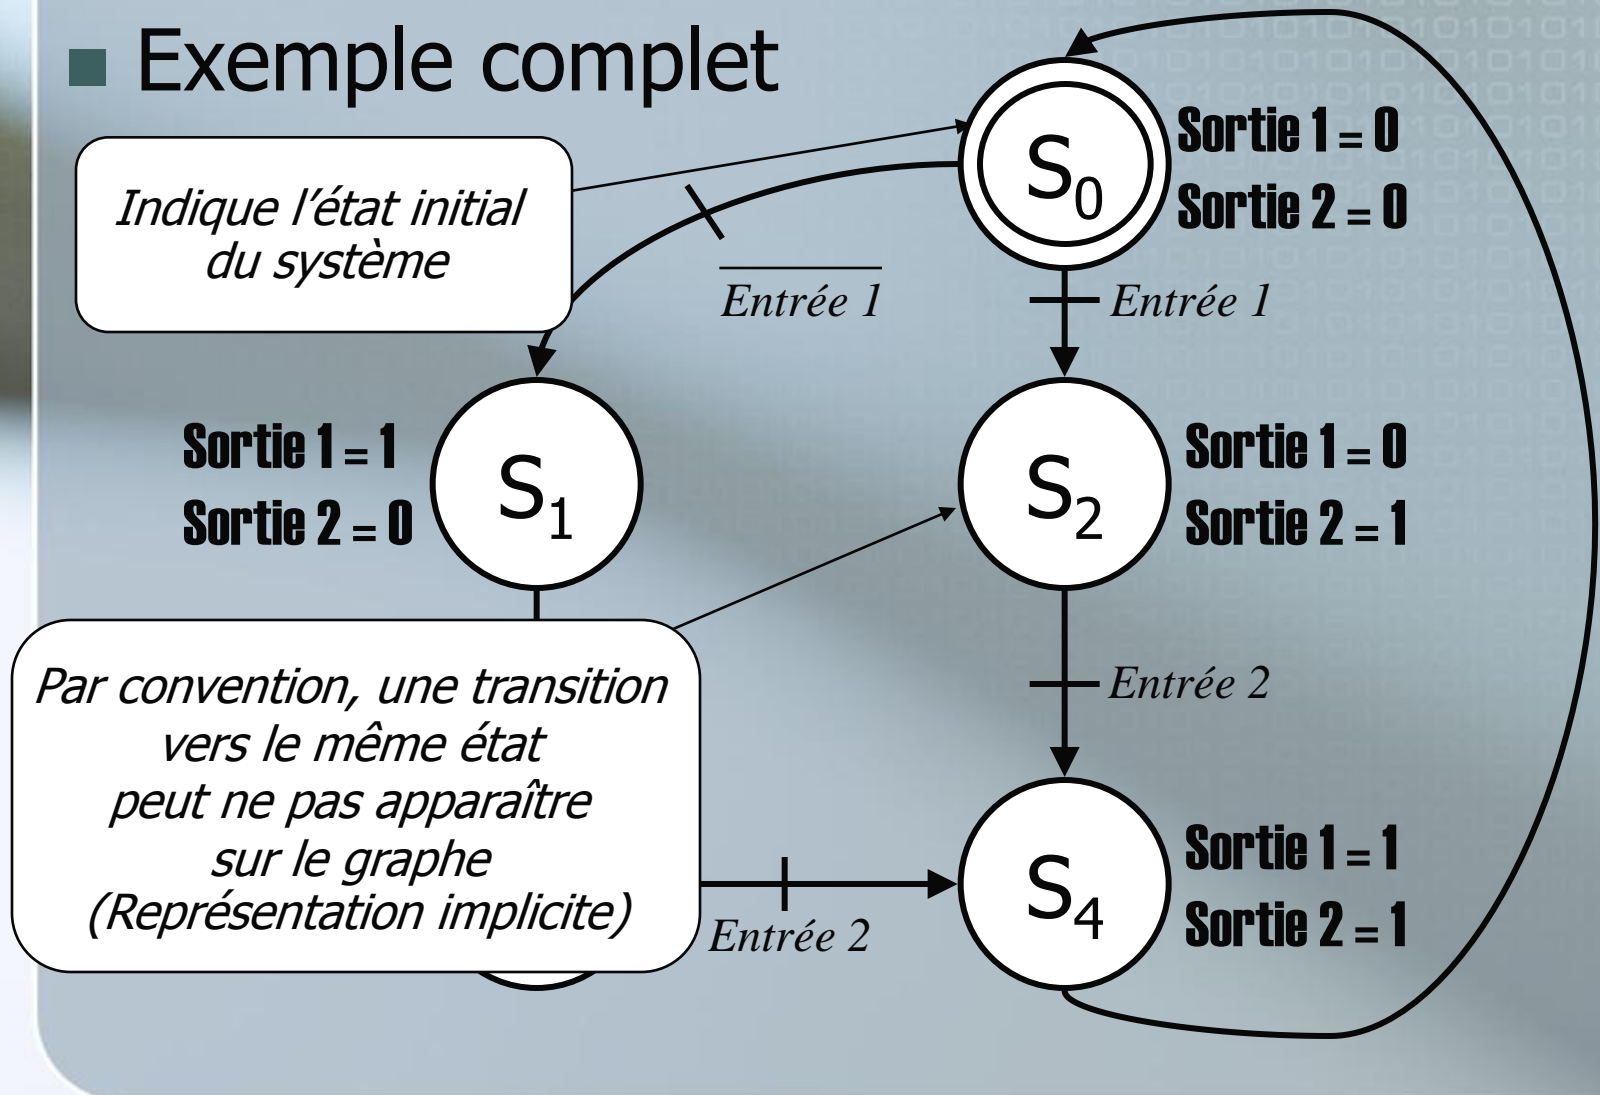 Exemple complet
Indique l'état initial
du système
S0
Sortie 1 = 0
Sortie 2 = 0
Entrée 1
Entrée 1
Sortie 1 = 1
Sortie 2 = 0
S1
S2
Sortie 1 = 0
Sortie 2 = 1
Par convention, une transition
vers le même état
peut ne pas apparaître
sur le graphe
(Représentation implicite)
Entrée 2
Entrée 2
S4
Sortie 1 = 1
Sortie 2 = 1